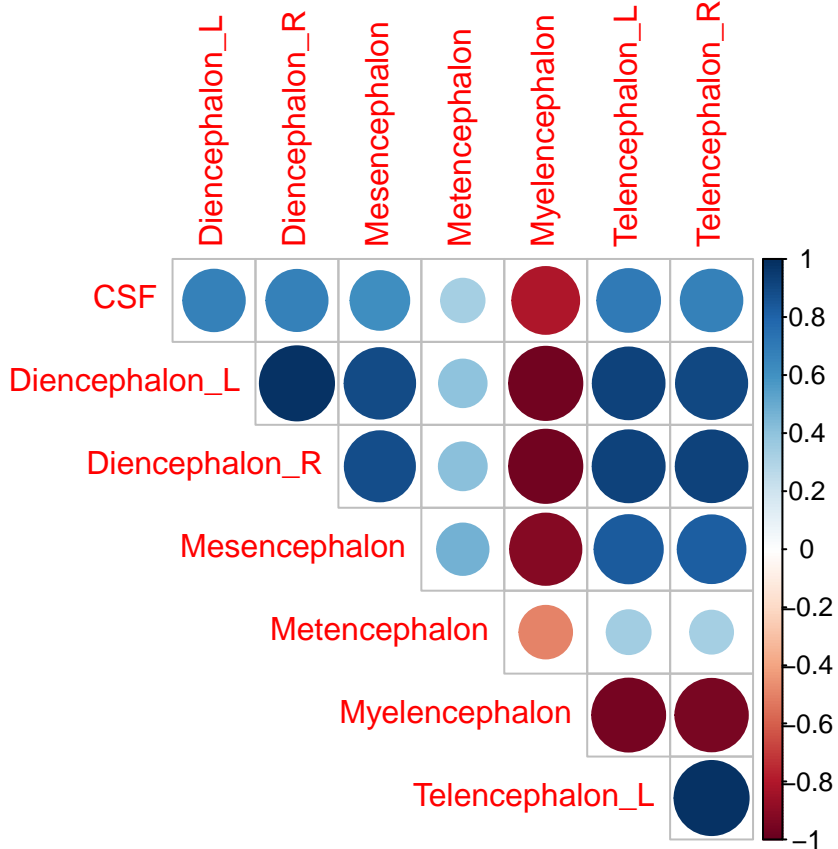 Diencephalon_L
Diencephalon_R
Mesencephalon
Metencephalon
Myelencephalon
Telencephalon_L
Telencephalon_R
CSF
Diencephalon_L
Diencephalon_R
Mesencephalon
Metencephalon
Myelencephalon
Telencephalon_L
1
0.8
0.6
0.4
0.2
0
−0.2
−0.4
−0.6
−0.8
−1